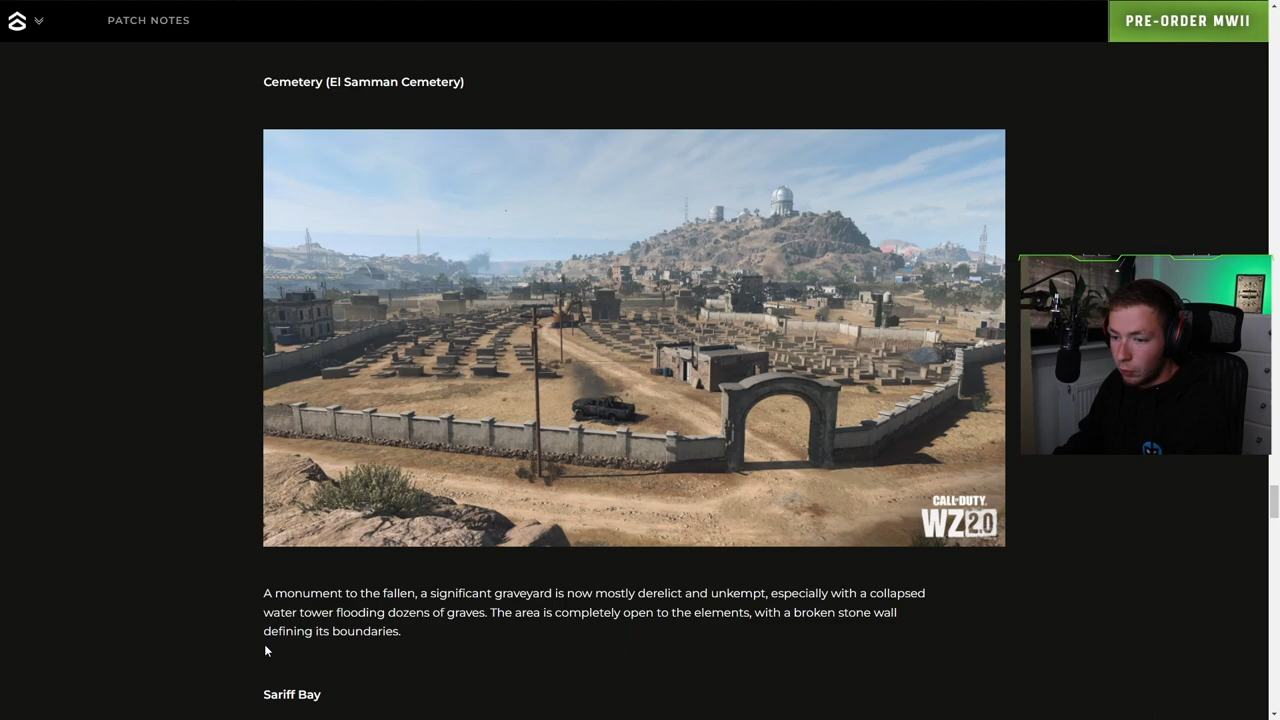 PATCH NOTES
PRE-ORDER MWII
Cemetery (El Samman Cemetery)
CALL OF DUTY.
WZ 2.0
A monument to the fallen, a significant graveyard is now mostly derelict and unkempt, especially with a collapsed
water tower flooding dozens of graves. The area is completely open to the elements, with a broken stone wall
defining its boundaries.
Sariff Bay